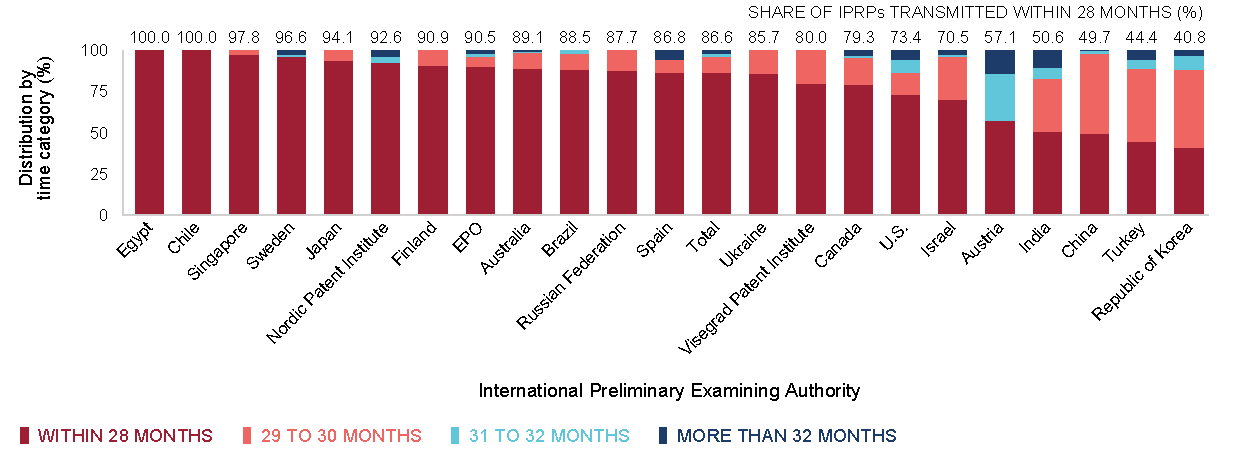 SHARE OF IPRPs TRANSMITTED WITHIN 28 MONTHS (%)
100.0 100.0 97.8 96.6 94.1 92.6 90.9 90.5 89.1 88.5 87.7 86.8 86.6 85.7 80.0 79.3 73.4 70.5 57.1 50.6 49.7 44.4 40.8
Distribution by
time category (%)
100
75
50
25
0
Egypt
Chile
Singapore
Sweden
Japan
Nordic Patent Institute
Finland
EPO
Australia
Brazil
Russian Federation
Spain
Total
Ukraine
Visegrad Patent Institute
Canada
U.S.
Israel
Austria
India
China
Turkey
Republic of Korea
International Preliminary Examining Authority
WITHIN 28 MONTHS 29 TO 30 MONTHS 31 TO 32 MONTHS MORE THAN 32 MONTHS